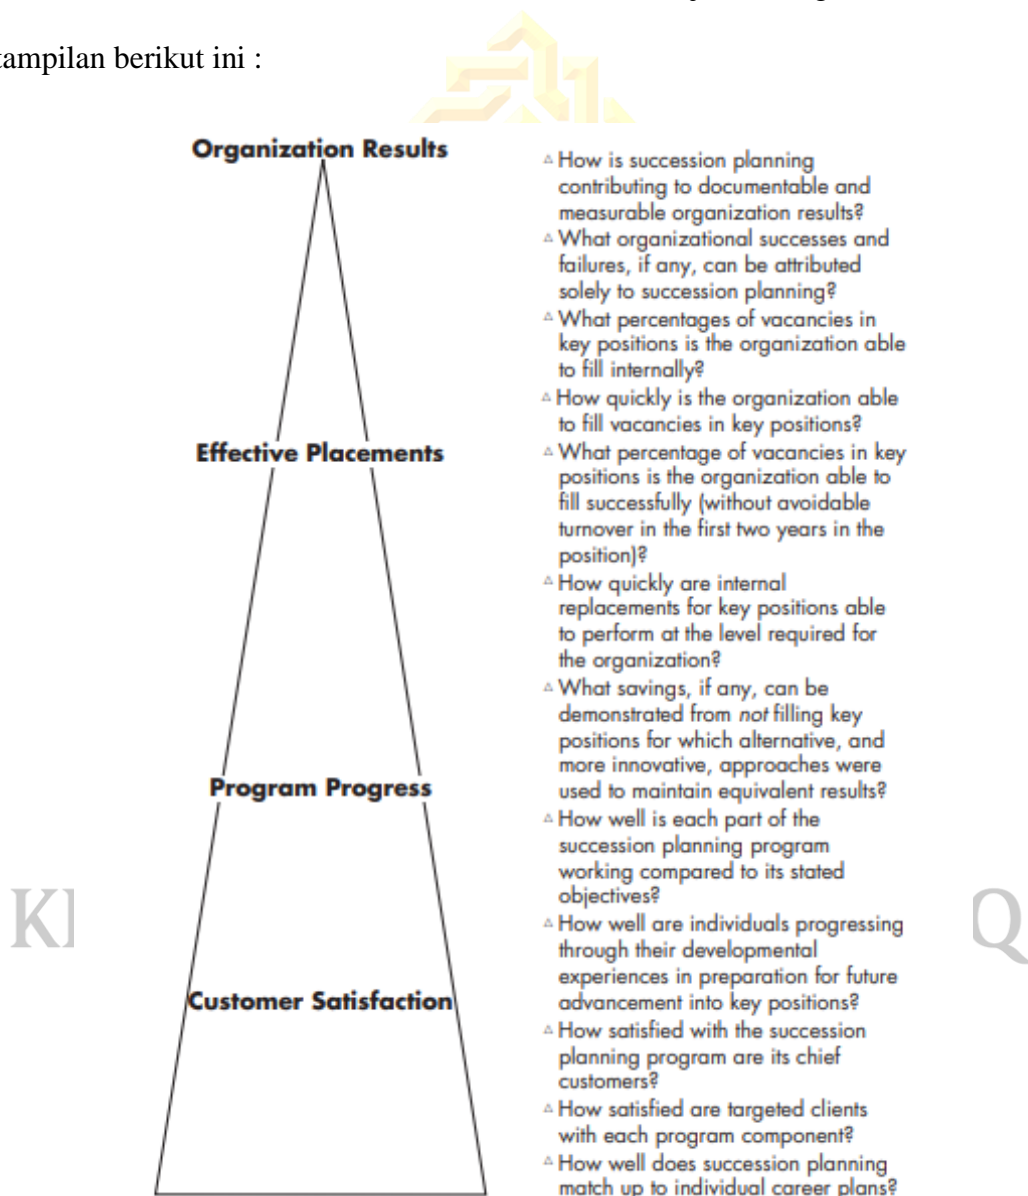 tampilan berikut ini :
Organization Results
Effective Placements
Program Progress
Customer Satisfaction
▵ How is succession planning
contributing to documentable and
measurable organization results?
▵ What organizational successes and
failures, if any, can be attributed
solely to succession planning?
▵ What percentages of vacancies in
key positions is the organization able
to fill internally?
▵ How quickly is the organization able
to fill vacancies in key positions?
▵ What percentage of vacancies in key
positions is the organization able to
fill successfully (without avoidable
turnover in the first two years in the
position)?
▵ How quickly are internal
replacements for key positions able
to perform at the level required for
the organization?
▵ What savings, if any, can be
demonstrated from not filling key
positions for which alternative, and
more innovative, approaches were
used to maintain equivalent results?
▵ How well is each part of the
succession planning program
working compared to its stated
objectives?
▵ How well are individuals progressing
through their developmental
experiences in preparation for future
advancement into key positions?
▵ How satisfied with the succession
planning program are its chief
customers?
▵ How satisfied are targeted clients
with each program component?
▵ How well does succession planning
match up to individual career plans?